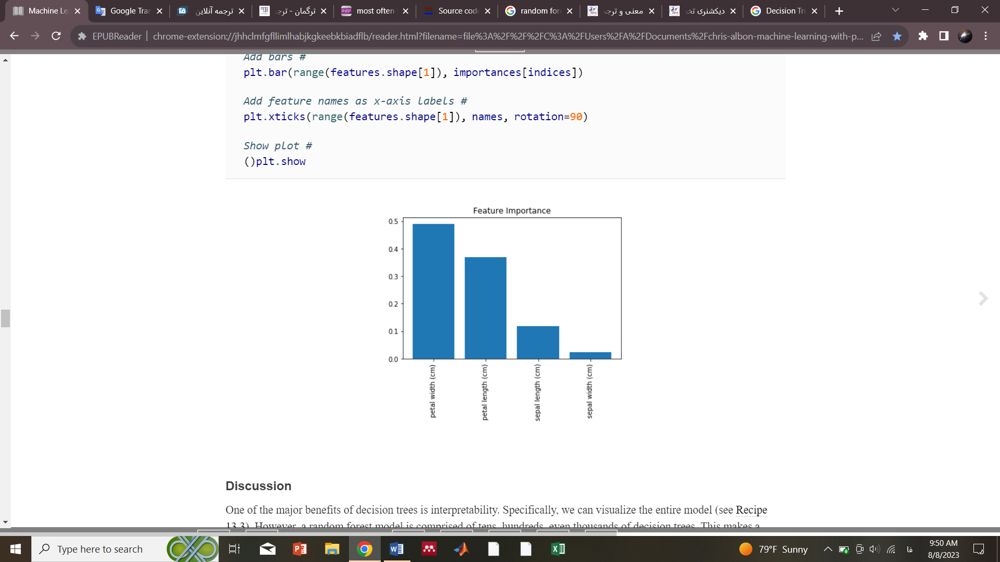 Machine Le
Google Tran
ترجمه آنلاین
ترگمان - ترجـ
most often
Source code
random fore
معنی و ترجـ
دیکشنری تخـ
Decision Tre
EPUBReader
chrome-extension://jhhclmfgfllimlhabjkgkeebkbiadflb/reader.html?filename=file%3A%2F%2F%2FC%3A%2FUsers%2FA%2FDocuments%2Fchris-albon-machine-learning-with-p...
Add bars #
plt.bar(range(features.shape[1]), importances[indices])
Add feature names as x-axis labels #
plt.xticks(range(features.shape[1]), names, rotation=90)
Show plot #
()plt.show
Feature Importance
0.5
0.4
0.3
0.2
0.1
0.0
petal width (cm)
petal length (cm)
sepal length (cm)
sepal width (cm)
Discussion
One of the major benefits of decision trees is interpretability. Specifically, we can visualize the entire model (see Recipe
13.3). However, a random forest model is comprised of tens, hundreds, even thousands of decision trees. This makes a
Type here to search
79°F Sunny
فا
9:50 AM
8/8/2023